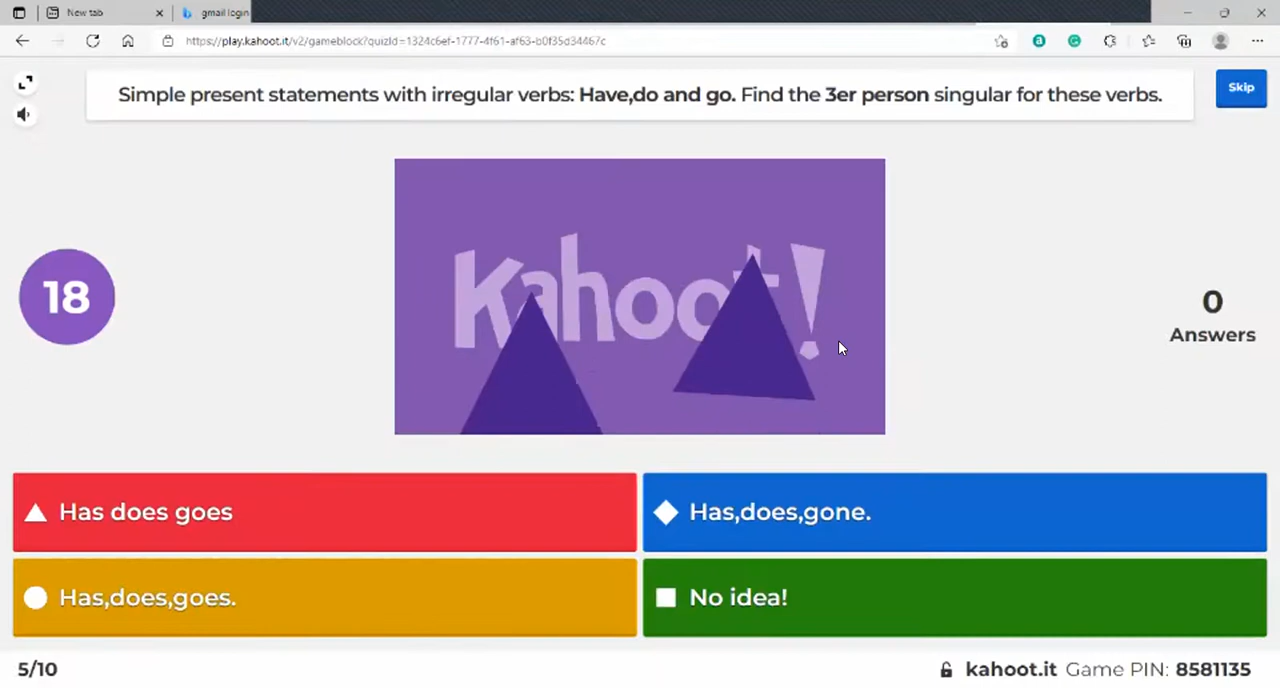 New tab
gmail login
https://play.kahoot.it/v2/gameblock?quizId=1324c6ef-1777-4f61-af63-b0f35d34467c
Simple present statements with irregular verbs: Have,do and go. Find the 3er person singular for these verbs.
Skip
Kahoot!
18
0
Answers
Has does goes
Has,does,gone.
Has,does,goes.
No idea!
5/10
kahoot.it Game PIN: 8581135